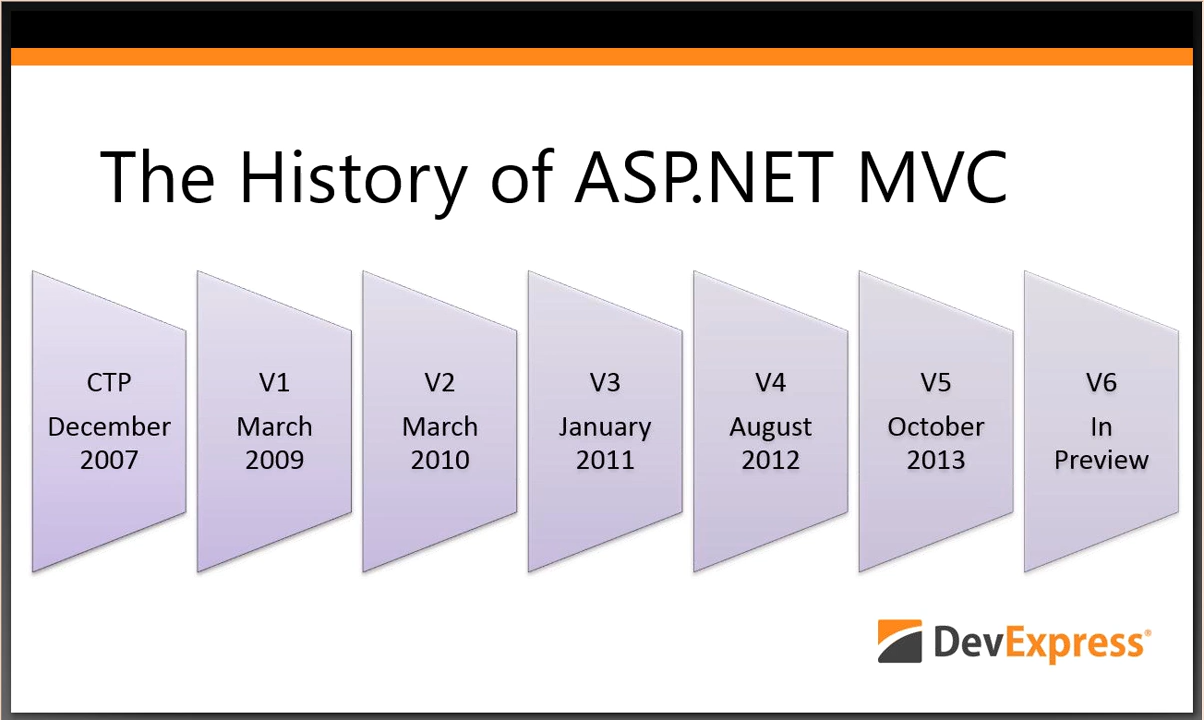 The History of ASP.NET MVC
CTP
December
2007
V1
March
2009
V2
March
2010
V3
January
2011
V4
August
2012
V5
October
2013
V6
In
Preview
DevExpress®